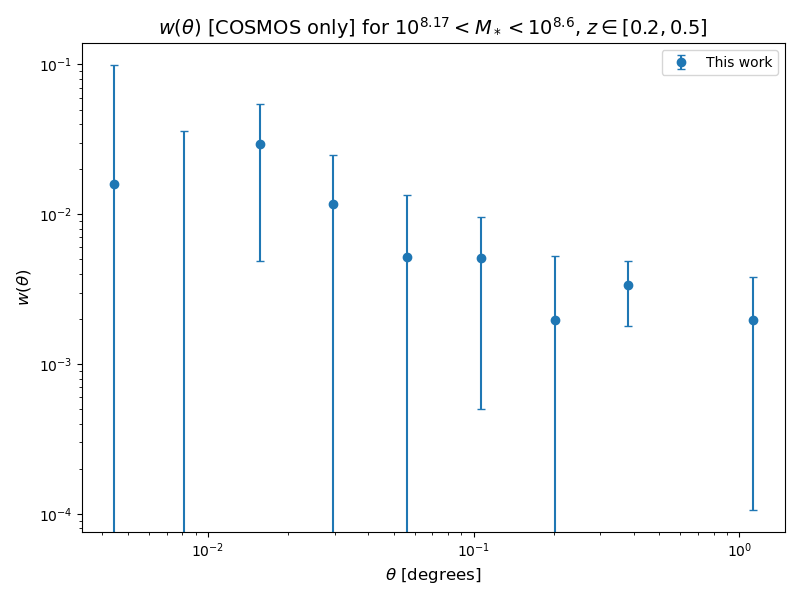 w(θ) [COSMOS only] for 10^8.17 < M_* < 10^8.6, z ∈ [0.2, 0.5]
This work
10^-1
10^-2
10^-3
10^-4
w(θ)
10^-2 10^-1 10^0
θ [degrees]